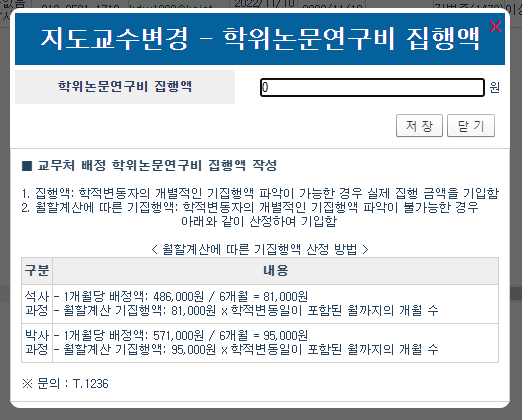 2022/11/10
지도교수변경 - 학위논문연구비 집행액
학위논문연구비 집행액 0 원
저 장 닫 기
■ 교무처 배정 학위논문연구비 집행액 작성
1. 집행액: 학적변동자의 개별적인 기집행액 파악이 가능한 경우 실제 집행 금액을 기입함
2. 월할계산에 따른 기집행액: 학적변동자의 개별적인 기집행액 파악이 불가능한 경우
아래와 같이 산정하여 기입함
< 월할계산에 따른 기집행액 산정 방법 >
구분 내용
석사 - 1개월당 배정액: 486,000원 / 6개월 = 81,000원
과정 - 월할계산 기집행액: 81,000원 x 학적변동일이 포함된 월까지의 개월 수
박사 - 1개월당 배정액: 571,000원 / 6개월 = 95,000원
과정 - 월할계산 기집행액: 95,000원 x 학적변동일이 포함된 월까지의 개월 수
※ 문의 : T.1236